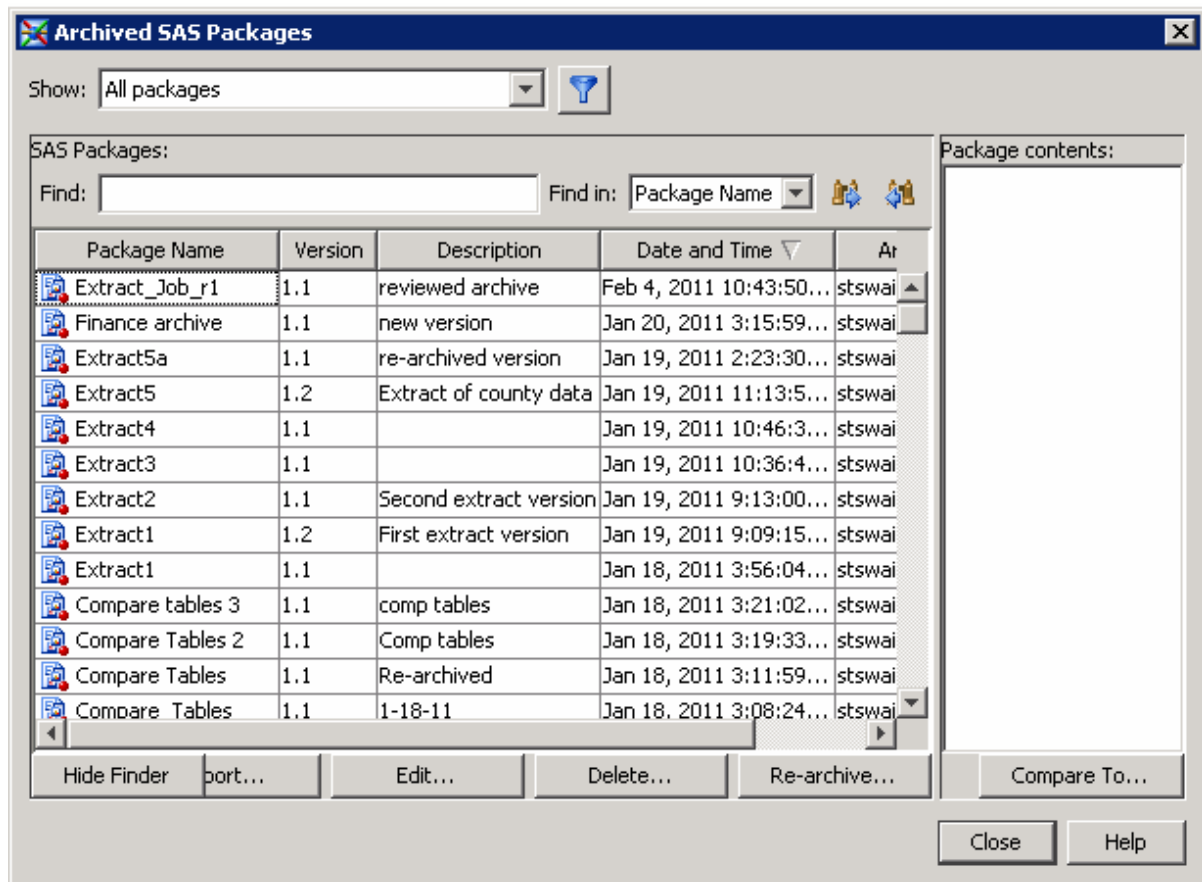 Archived SAS Packages
Show: All packages
SAS Packages:
Find: Find in: Package Name
Package Name Version Description Date and Time Ar
Extract_Job_r1 1.1 reviewed archive Feb 4, 2011 10:43:50... stswai
Finance archive 1.1 new version Jan 20, 2011 3:15:59... stswai
Extract5a 1.1 re-archived version Jan 19, 2011 2:23:30... stswai
Extract5 1.2 Extract of county data Jan 19, 2011 11:13:5... stswai
Extract4 1.1 Jan 19, 2011 10:46:3... stswai
Extract3 1.1 Jan 19, 2011 10:36:4... stswai
Extract2 1.1 Second extract version Jan 19, 2011 9:13:00... stswai
Extract1 1.2 First extract version Jan 19, 2011 9:09:15... stswai
Extract1 1.1 Jan 18, 2011 3:56:04... stswai
Compare tables 3 1.1 comp tables Jan 18, 2011 3:21:02... stswai
Compare Tables 2 1.1 Comp tables Jan 18, 2011 3:19:33... stswai
Compare Tables 1.1 Re-archived Jan 18, 2011 3:11:59... stswai
Compare Tables 1.1 1-18-11 Jan 18, 2011 3:08:24... stswai
Hide Finder port... Edit... Delete... Re-archive...
Package contents:
Compare To...
Close Help